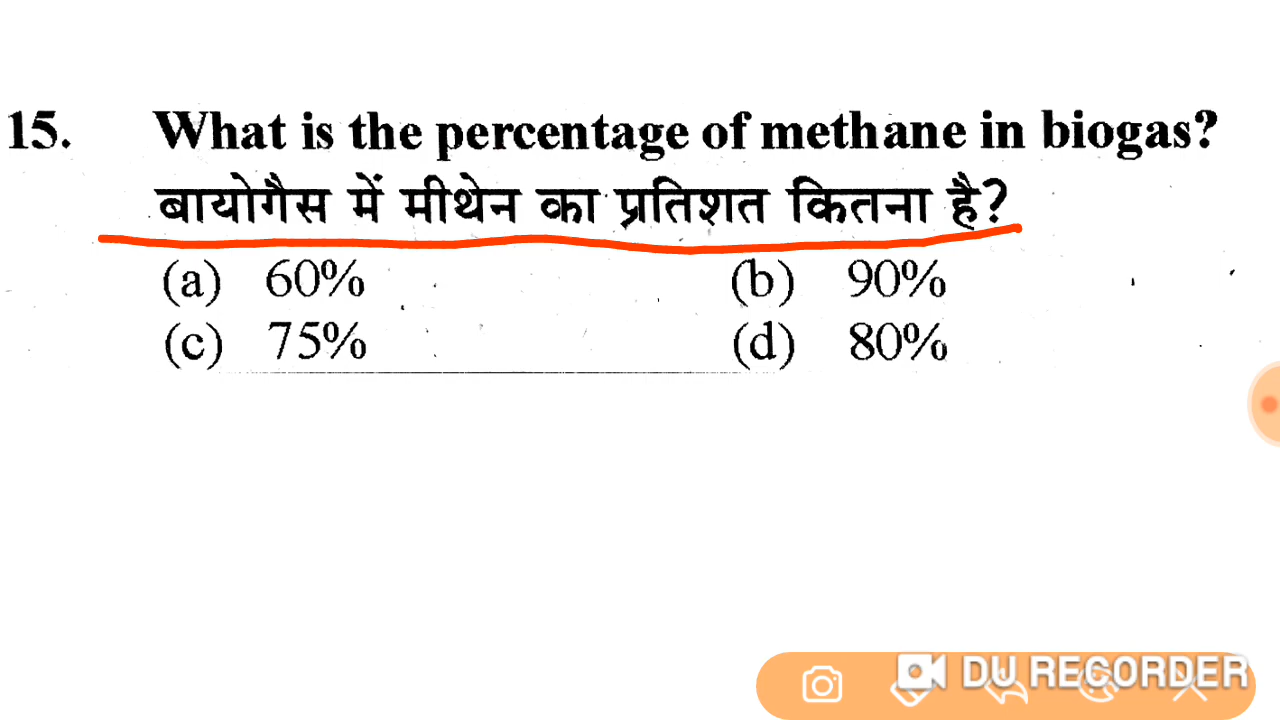 15. What is the percentage of methane in biogas?
बायोगैस में मीथेन का प्रतिशत कितना है?
(a) 60% (b) 90%
(c) 75% (d) 80%
DU RECORDER